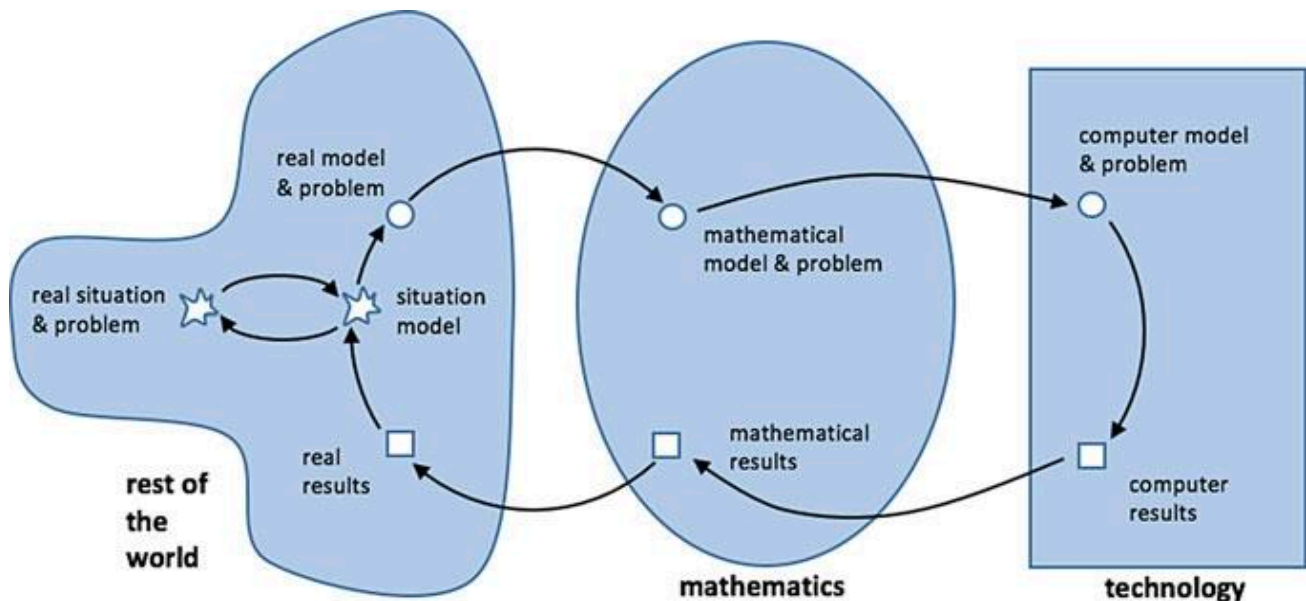 real model
& problem
computer model
& problem
mathematical
model & problem
real situation
& problem
situation
model
real
results
mathematical
results
computer
results
rest of
the
world
mathematics
technology